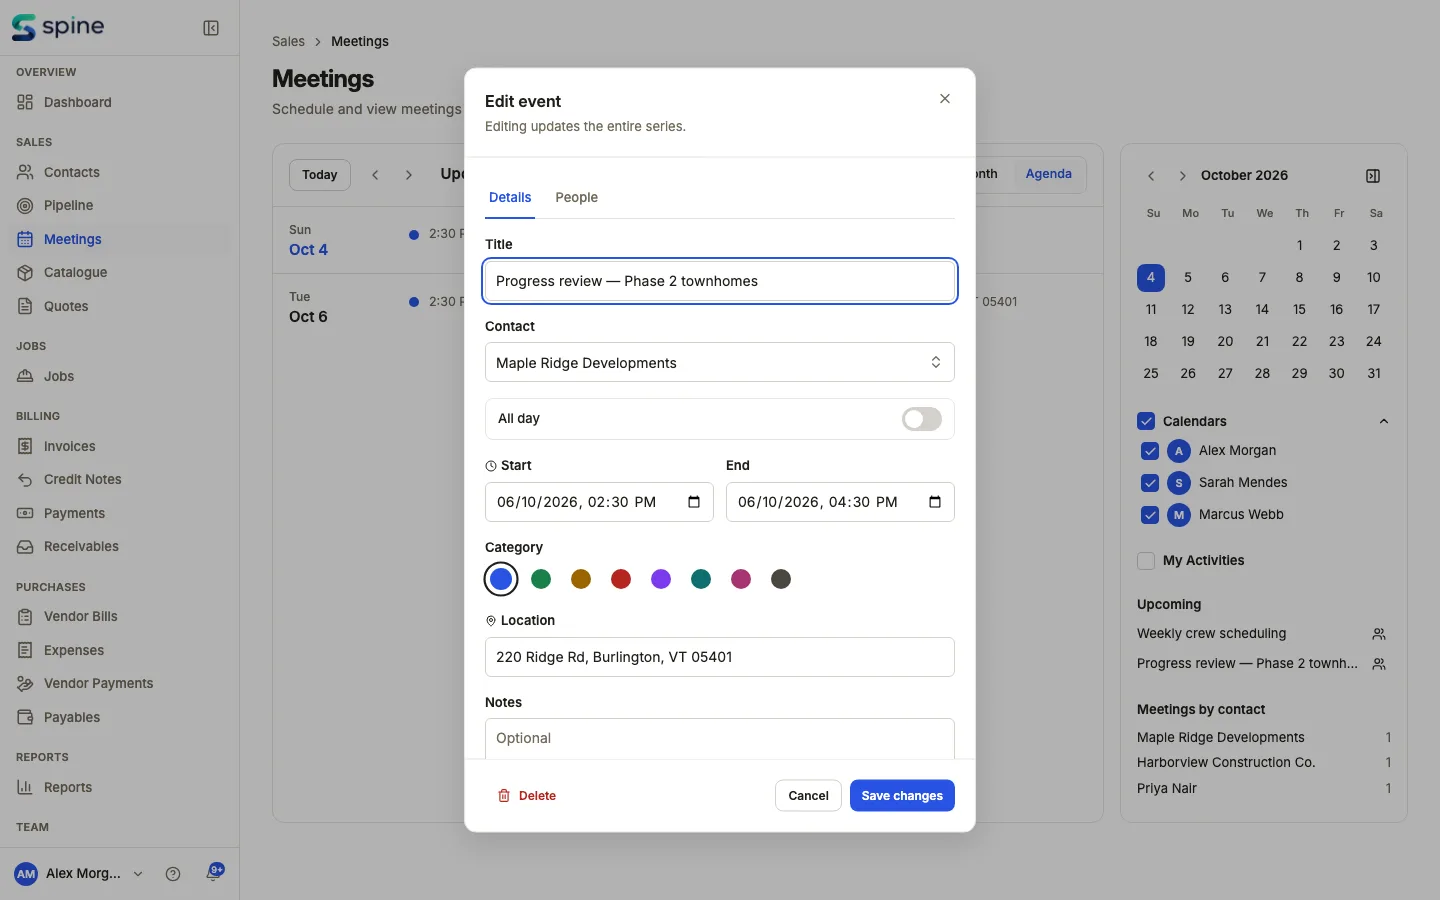 spine
OVERVIEW
Dashboard
SALES
Contacts
Pipeline
Meetings
Catalogue
Quotes
JOBS
Jobs
BILLING
Invoices
Credit Notes
Payments
Receivables
PURCHASES
Vendor Bills
Expenses
Vendor Payments
Payables
REPORTS
Reports
TEAM
AM Alex Morg...
9+
Sales > Meetings
Meetings
Schedule and view meetings
Today
Agenda
Sun
Oct 4
2:30
Tue
Oct 6
2:30
05401
Edit event
Editing updates the entire series.
Details People
Title
Progress review — Phase 2 townhomes
Contact
Maple Ridge Developments
All day
Start End
06/10/2026, 02:30 PM 06/10/2026, 04:30 PM
Category
Location
220 Ridge Rd, Burlington, VT 05401
Notes
Optional
Delete Cancel Save changes
October 2026
Su Mo Tu We Th Fr Sa
1 2 3
4 5 6 7 8 9 10
11 12 13 14 15 16 17
18 19 20 21 22 23 24
25 26 27 28 29 30 31
Calendars
A Alex Morgan
S Sarah Mendes
M Marcus Webb
My Activities
Upcoming
Weekly crew scheduling
Progress review — Phase 2 townh...
Meetings by contact
Maple Ridge Developments 1
Harborview Construction Co. 1
Priya Nair 1